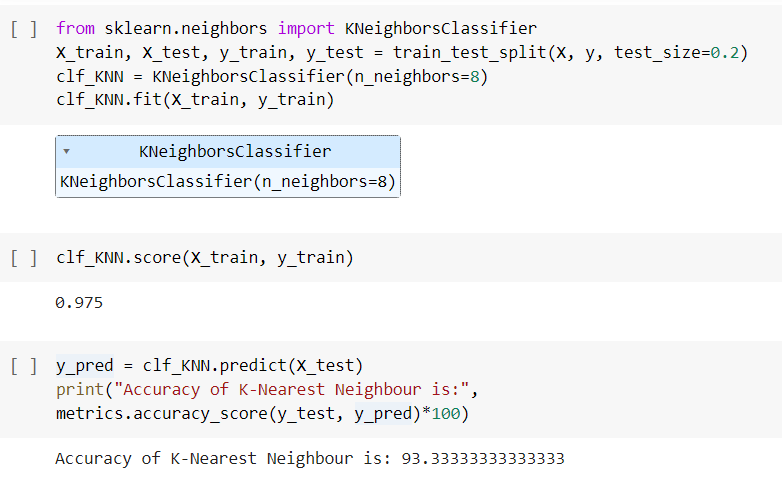 [ ] from sklearn.neighbors import KNeighborsClassifier
X_train, X_test, y_train, y_test = train_test_split(X, y, test_size=0.2)
clf_KNN = KNeighborsClassifier(n_neighbors=8)
clf_KNN.fit(X_train, y_train)
▾ KNeighborsClassifier
KNeighborsClassifier(n_neighbors=8)
[ ] clf_KNN.score(X_train, y_train)
0.975
[ ] y_pred = clf_KNN.predict(X_test)
print("Accuracy of K-Nearest Neighbour is:",
metrics.accuracy_score(y_test, y_pred)*100)
Accuracy of K-Nearest Neighbour is: 93.33333333333333